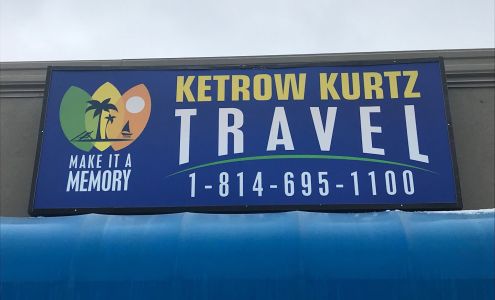 KETROW KURTZ
TRAVEL
1-814-695-1100
MAKE IT A
MEMORY